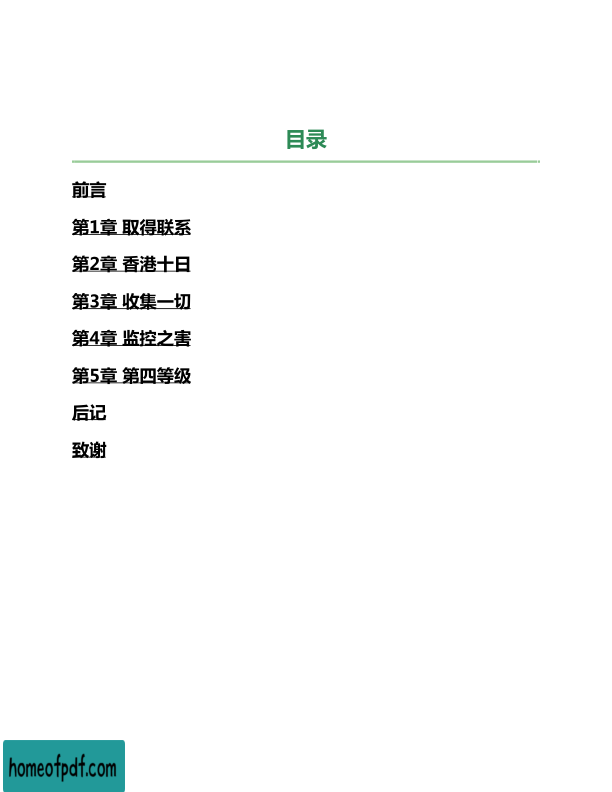 目录
前言
第1章 取得联系
第2章 香港十日
第3章 收集一切
第4章 监控之害
第5章 第四等级
后记
致谢
homeofpdf.com